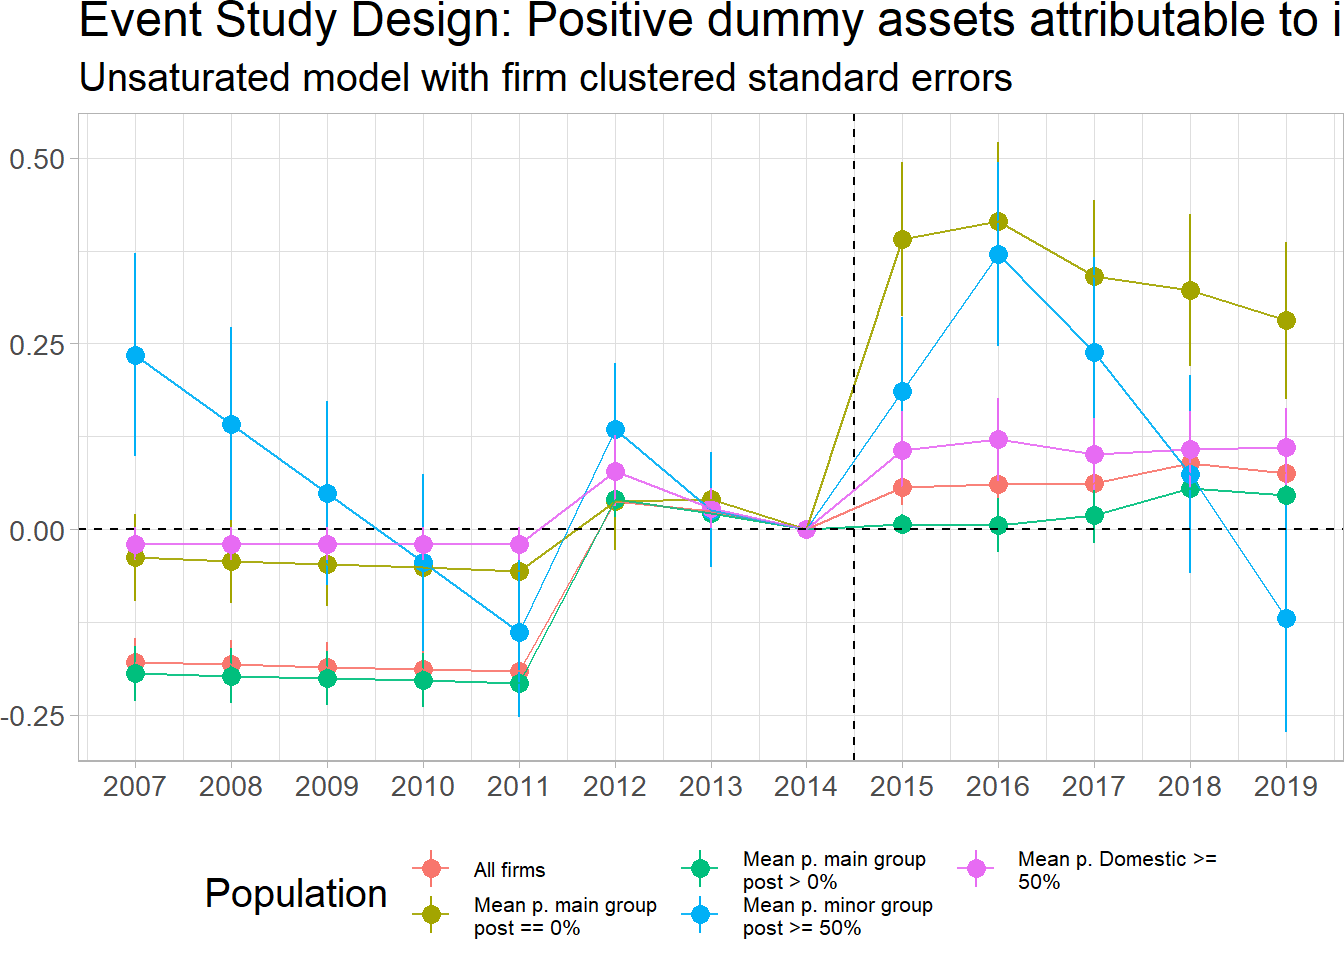 Event Study Design: Positive dummy assets attributable to i
Unsaturated model with firm clustered standard errors
0.50
0.25
0.00
-0.25
2007 2008 2009 2010 2011 2012 2013 2014 2015 2016 2017 2018 2019
Population
All firms
Mean p. main group
post == 0%
Mean p. main group
post > 0%
Mean p. minor group
post >= 50%
Mean p. Domestic >=
50%